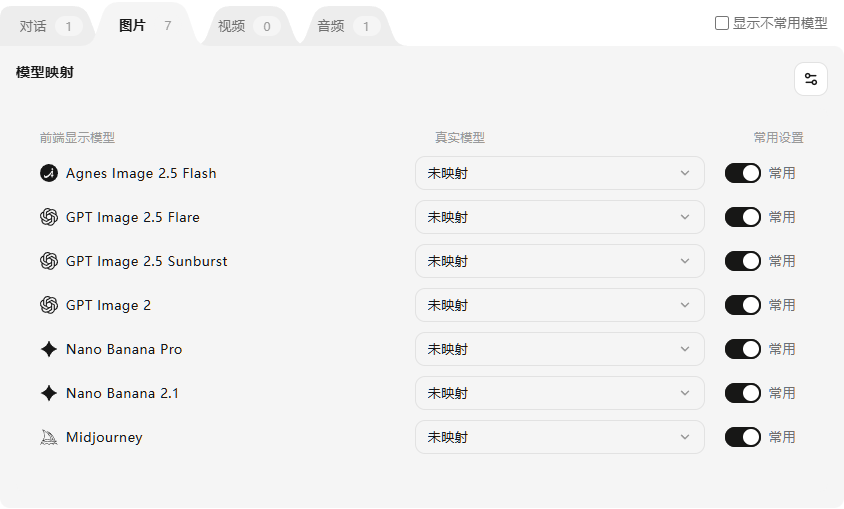 对话 1 图片 7 视频 0 音频 1 显示不常用模型
模型映射
前端显示模型 真实模型 常用设置
Agnes Image 2.5 Flash 未映射 常用
GPT Image 2.5 Flare 未映射 常用
GPT Image 2.5 Sunburst 未映射 常用
GPT Image 2 未映射 常用
Nano Banana Pro 未映射 常用
Nano Banana 2.1 未映射 常用
Midjourney 未映射 常用